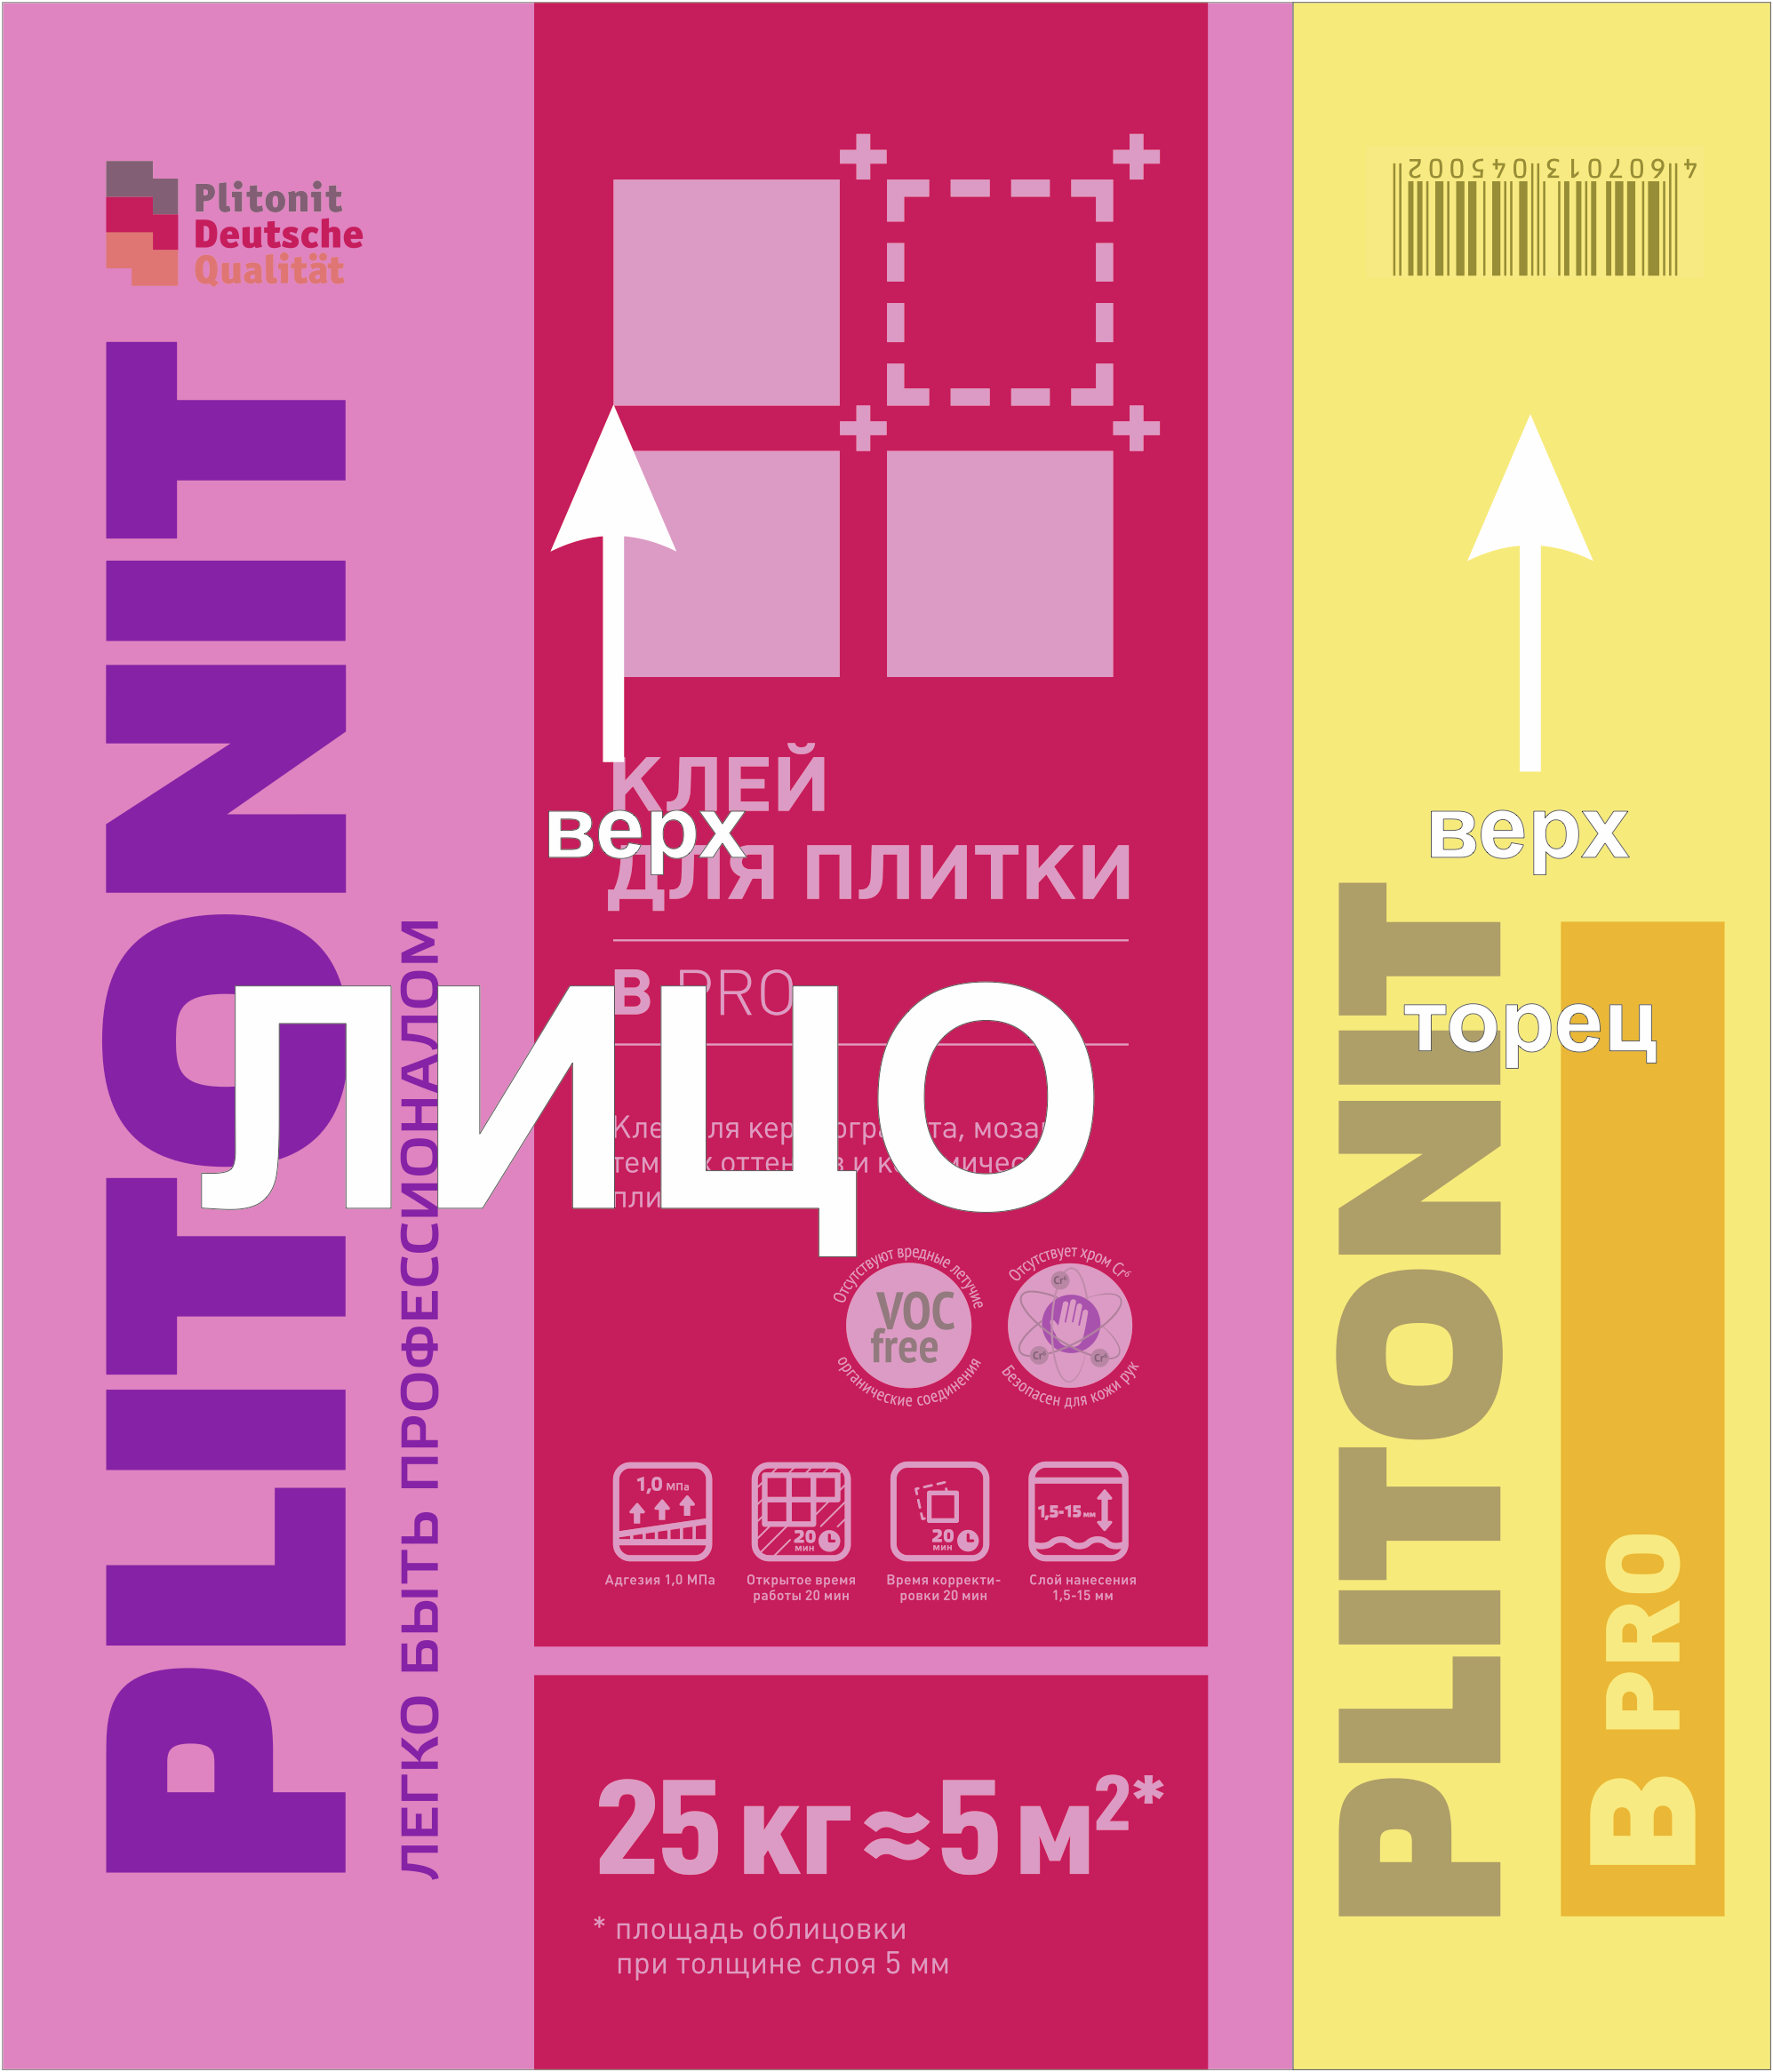 Plitonit
Deutsche
Qualität
PLITONIT
ЛЕГКО БЫТЬ ПРОФЕССИОНАЛОМ
КЛЕЙ
ДЛЯ ПЛИТКИ
верх
В PRO
ЛИЦО
и
Отсутствуют вредные летучие
VOC
free
органические соединения
Отсутствует хром Cr⁶
Cr⁶
Cr⁶
Cr⁶
Безопасен для кожи рук
1,0 МПа
20
мин
20
мин
1,5-15 мм
Адгезия 1,0 МПа
Открытое время
работы 20 мин
Время корректи-
ровки 20 мин
Слой нанесения
1,5-15 мм
25 кг≈5 м²*
* площадь облицовки
при толщине слоя 5 мм
4 607013 045002
верх
торец
PLITONIT
В PRO